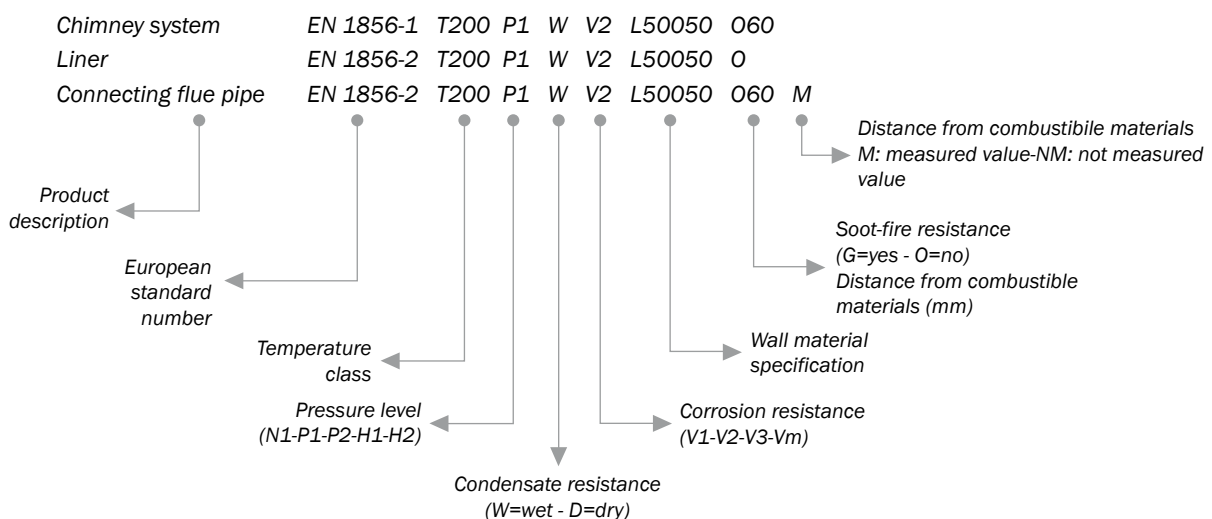 Chimney system EN 1856-1 T200 P1 W V2 L50050 O60
Liner EN 1856-2 T200 P1 W V2 L50050 O
Connecting flue pipe EN 1856-2 T200 P1 W V2 L50050 O60 M
Distance from combustibile materials
M: measured value-NM: not measured
value
Product
description
Soot-fire resistance
(G=yes - O=no)
Distance from combustible
materials (mm)
European
standard
number
Wall material
specification
Temperature
class
Pressure level
(N1-P1-P2-H1-H2)
Corrosion resistance
(V1-V2-V3-Vm)
Condensate resistance
(W=wet - D=dry)